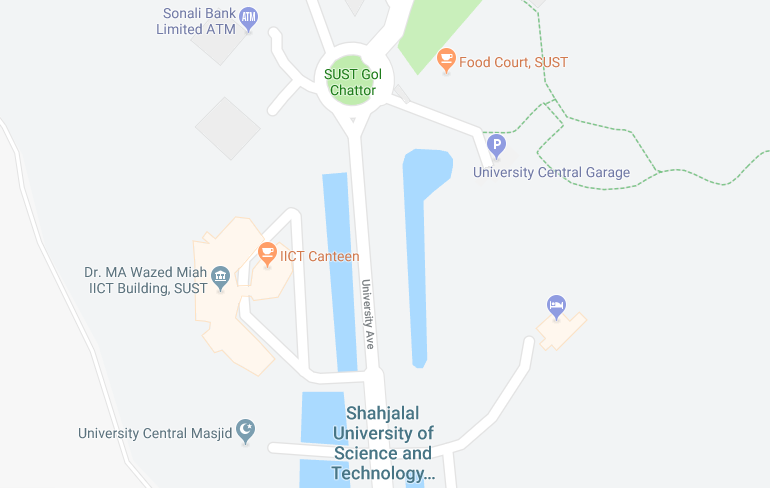 Sonali Bank
Limited ATM
ATM
SUST Gol
Chattor
Food Court, SUST
P
University Central Garage
IICT Canteen
Dr. MA Wazed Miah
IICT Building, SUST
University Ave
University Central Masjid
Shahjalal
University of
Science and
Technology...